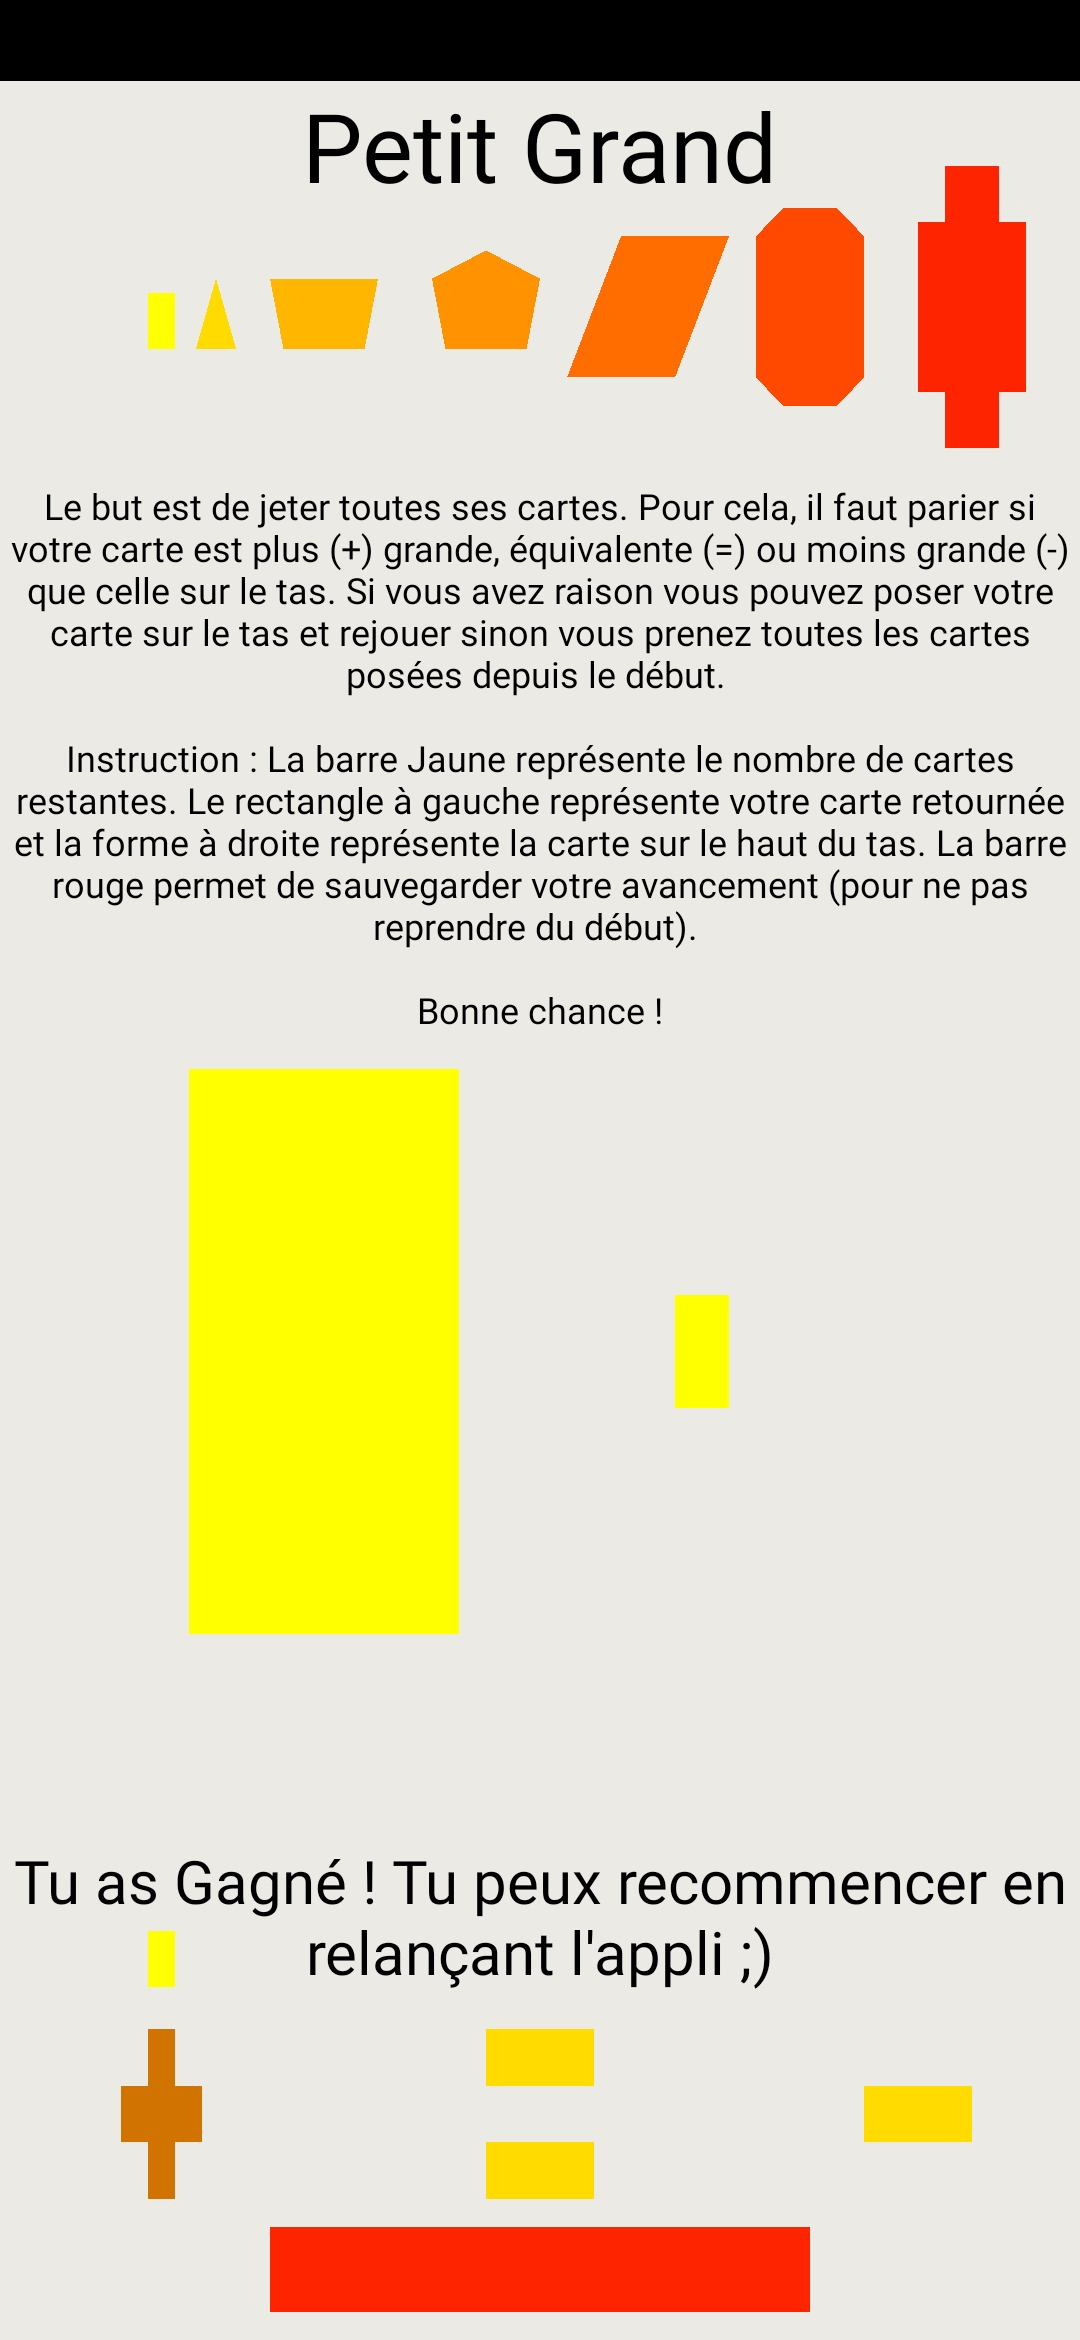 Petit Grand
Le but est de jeter toutes ses cartes. Pour cela, il faut parier si
votre carte est plus (+) grande, équivalente (=) ou moins grande (-)
que celle sur le tas. Si vous avez raison vous pouvez poser votre
carte sur le tas et rejouer sinon vous prenez toutes les cartes
posées depuis le début.
Instruction : La barre Jaune représente le nombre de cartes
restantes. Le rectangle à gauche représente votre carte retournée
et la forme à droite représente la carte sur le haut du tas. La barre
rouge permet de sauvegarder votre avancement (pour ne pas
reprendre du début).
Bonne chance !
Tu as Gagné ! Tu peux recommencer en
relançant l'appli ;)